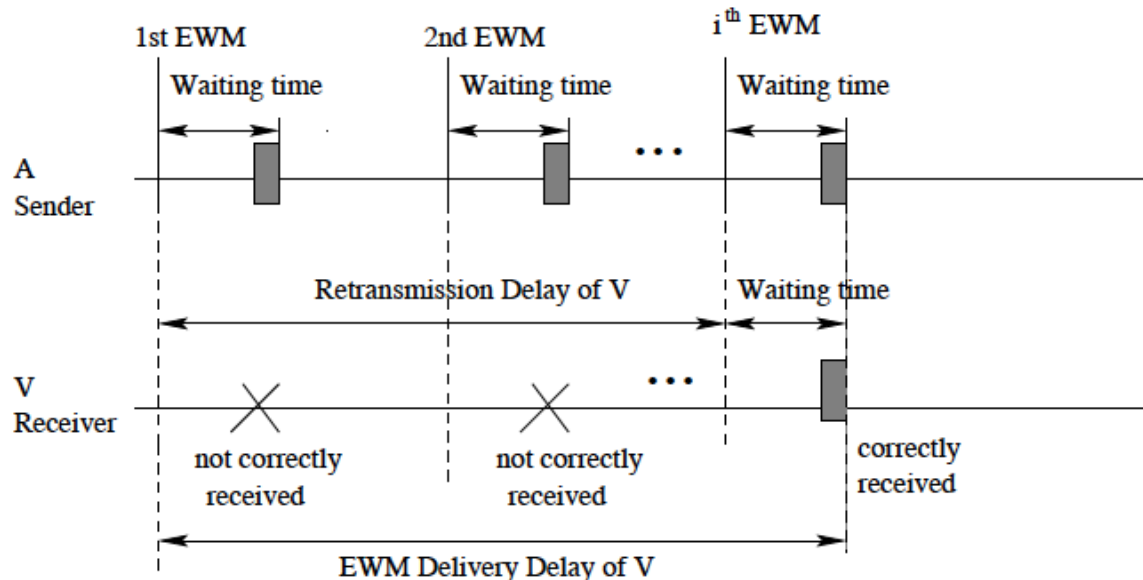 1st EWM
2nd EWM
i th EWM
Waiting time
Waiting time
Waiting time
...
A
Sender
Retransmission Delay of V
Waiting time
...
V
Receiver
not correctly
received
not correctly
received
correctly
received
EWM Delivery Delay of V